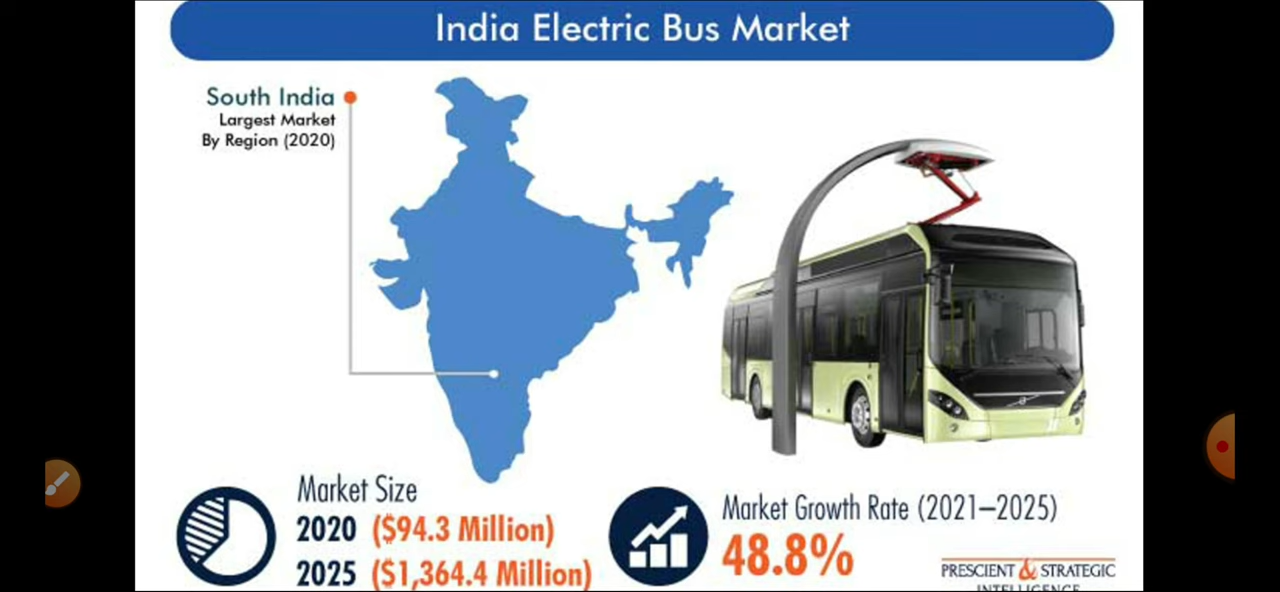 India Electric Bus Market
South India
Largest Market
By Region (2020)
Market Size
2020 ($94.3 Million)
2025 ($1,364.4 Million)
Market Growth Rate (2021–2025)
48.8%
PRESCIENT & STRATEGIC
INTELLIGENCE